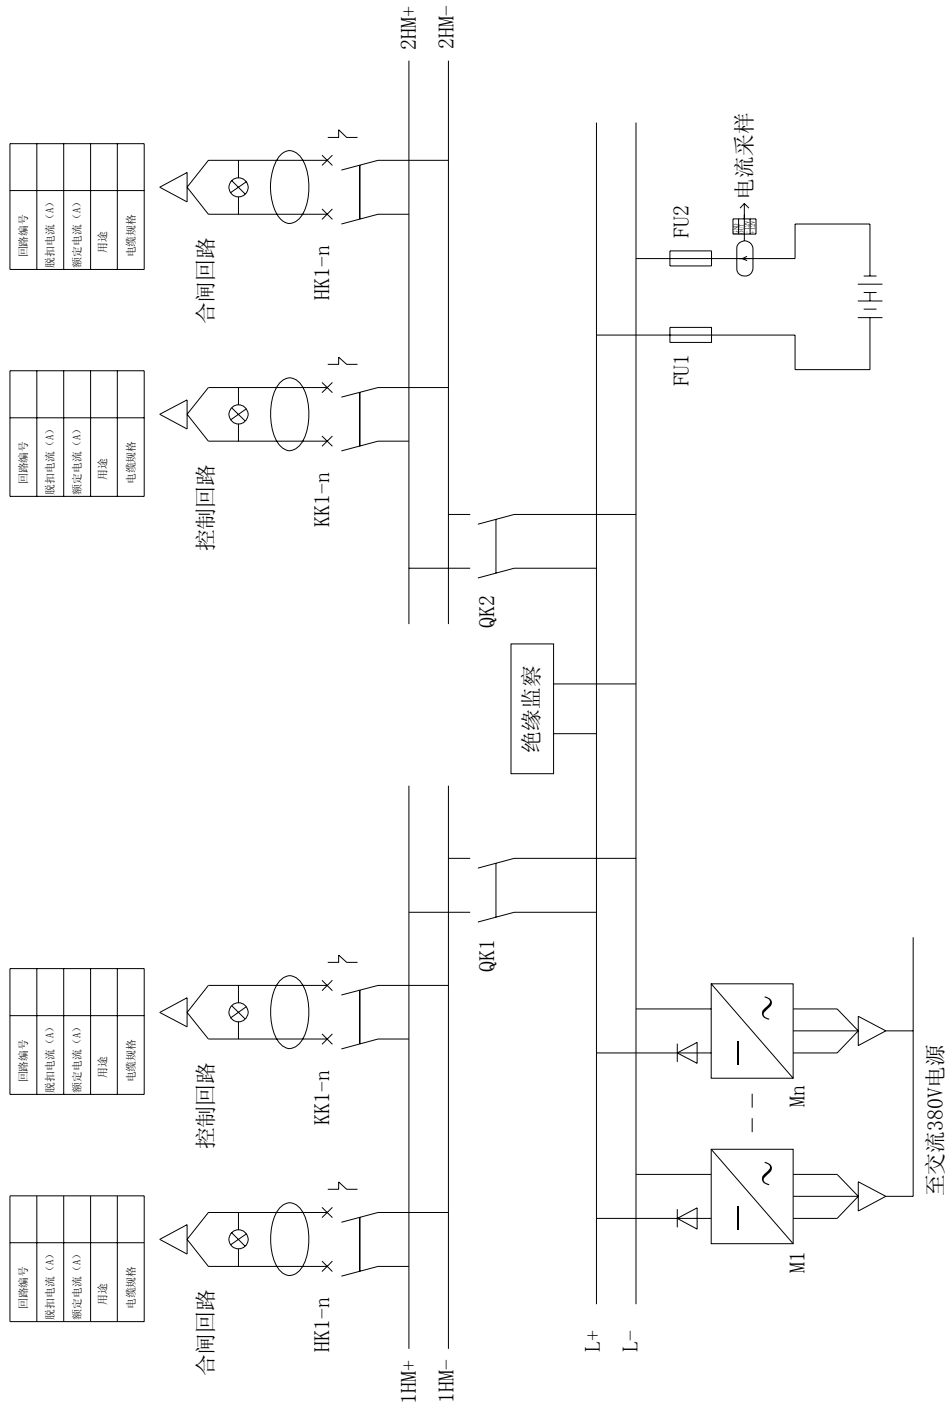 回路编号
脱扣电流(A)
额定电流(A)
用途
电缆规格
回路编号
脱扣电流(A)
额定电流(A)
用途
电缆规格
回路编号
脱扣电流(A)
额定电流(A)
用途
电缆规格
回路编号
脱扣电流(A)
额定电流(A)
用途
电缆规格
合闸回路
控制回路
控制回路
合闸回路
HK1-n
KK1-n
KK1-n
HK1-n
1HM+
2HM+
1HM-
2HM-
QK1
QK2
绝缘监察
L+
L-
FU1
FU2
电流采样
M1
Mn
至交流380V电源